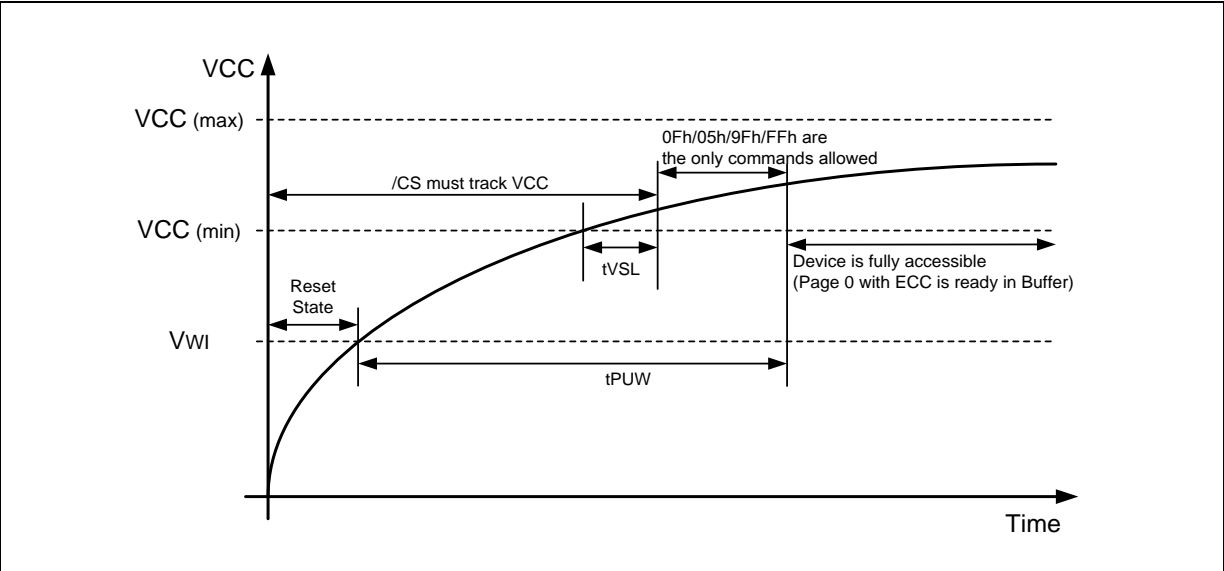 VCC
VCC (max)
0Fh/05h/9Fh/FFh are
the only commands allowed
/CS must track VCC
VCC (min)
tVSL
Device is fully accessible
(Page 0 with ECC is ready in Buffer)
Reset
State
VWI
tPUW
Time